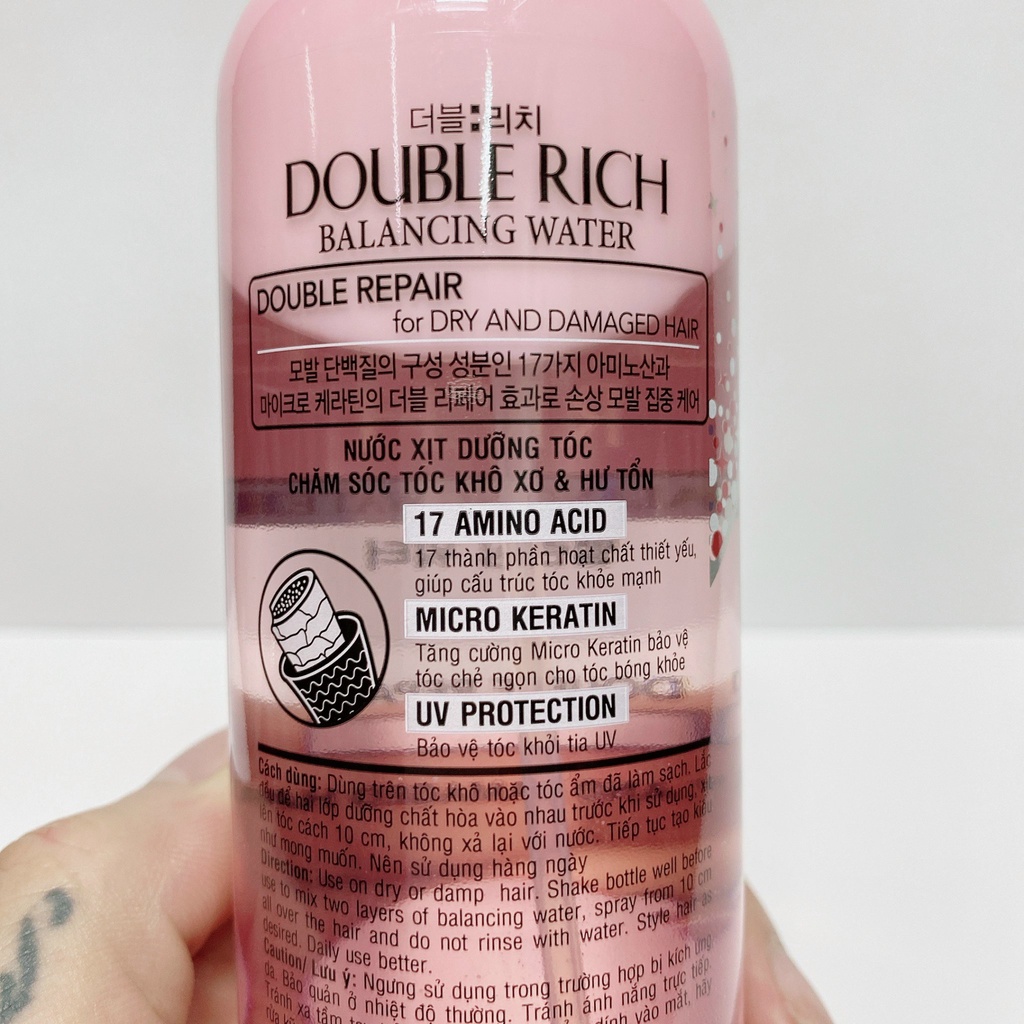 더블:리치
DOUBLE RICH
BALANCING WATER
DOUBLE REPAIR
for DRY AND DAMAGED HAIR
모발 단백질의 구성 성분인 17가지 아미노산과
마이크로 케라틴의 더블 리페어 효과로 손상 모발 집중 케어
NƯỚC XỊT DƯỠNG TÓC
CHĂM SÓC TÓC KHÔ XƠ & HƯ TỔN
17 AMINO ACID
17 thành phần hoạt chất thiết yếu,
giúp cấu trúc tóc khỏe mạnh
MICRO KERATIN
Tăng cường Micro Keratin bảo vệ
tóc chẻ ngọn cho tóc bóng khỏe
UV PROTECTION
Bảo vệ tóc khỏi tia UV
Cách dùng: Dùng trên tóc khô hoặc tóc ẩm đã làm sạch. Lắc
đều để hai lớp dưỡng chất hòa vào nhau trước khi sử dụng, xịt
lên tóc cách 10 cm, không xả lại với nước. Tiếp tục tạo kiểu
như mong muốn. Nên sử dụng hàng ngày
Direction: Use on dry or damp hair. Shake bottle well before
use to mix two layers of balancing water, spray from 10 cm
all over the hair and do not rinse with water. Style hair as
desired. Daily use better.
Caution/ Lưu ý: Ngưng sử dụng trong trường hợp bị kích ứng
da. Bảo quản ở nhiệt độ thường. Tránh ánh nắng trực tiếp.
Tránh xa tầm dính vào mắt, hãy